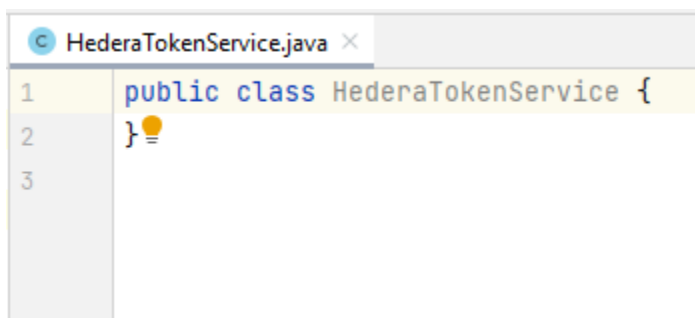 C HederaTokenService.java ×
1 public class HederaTokenService {
2 }
3